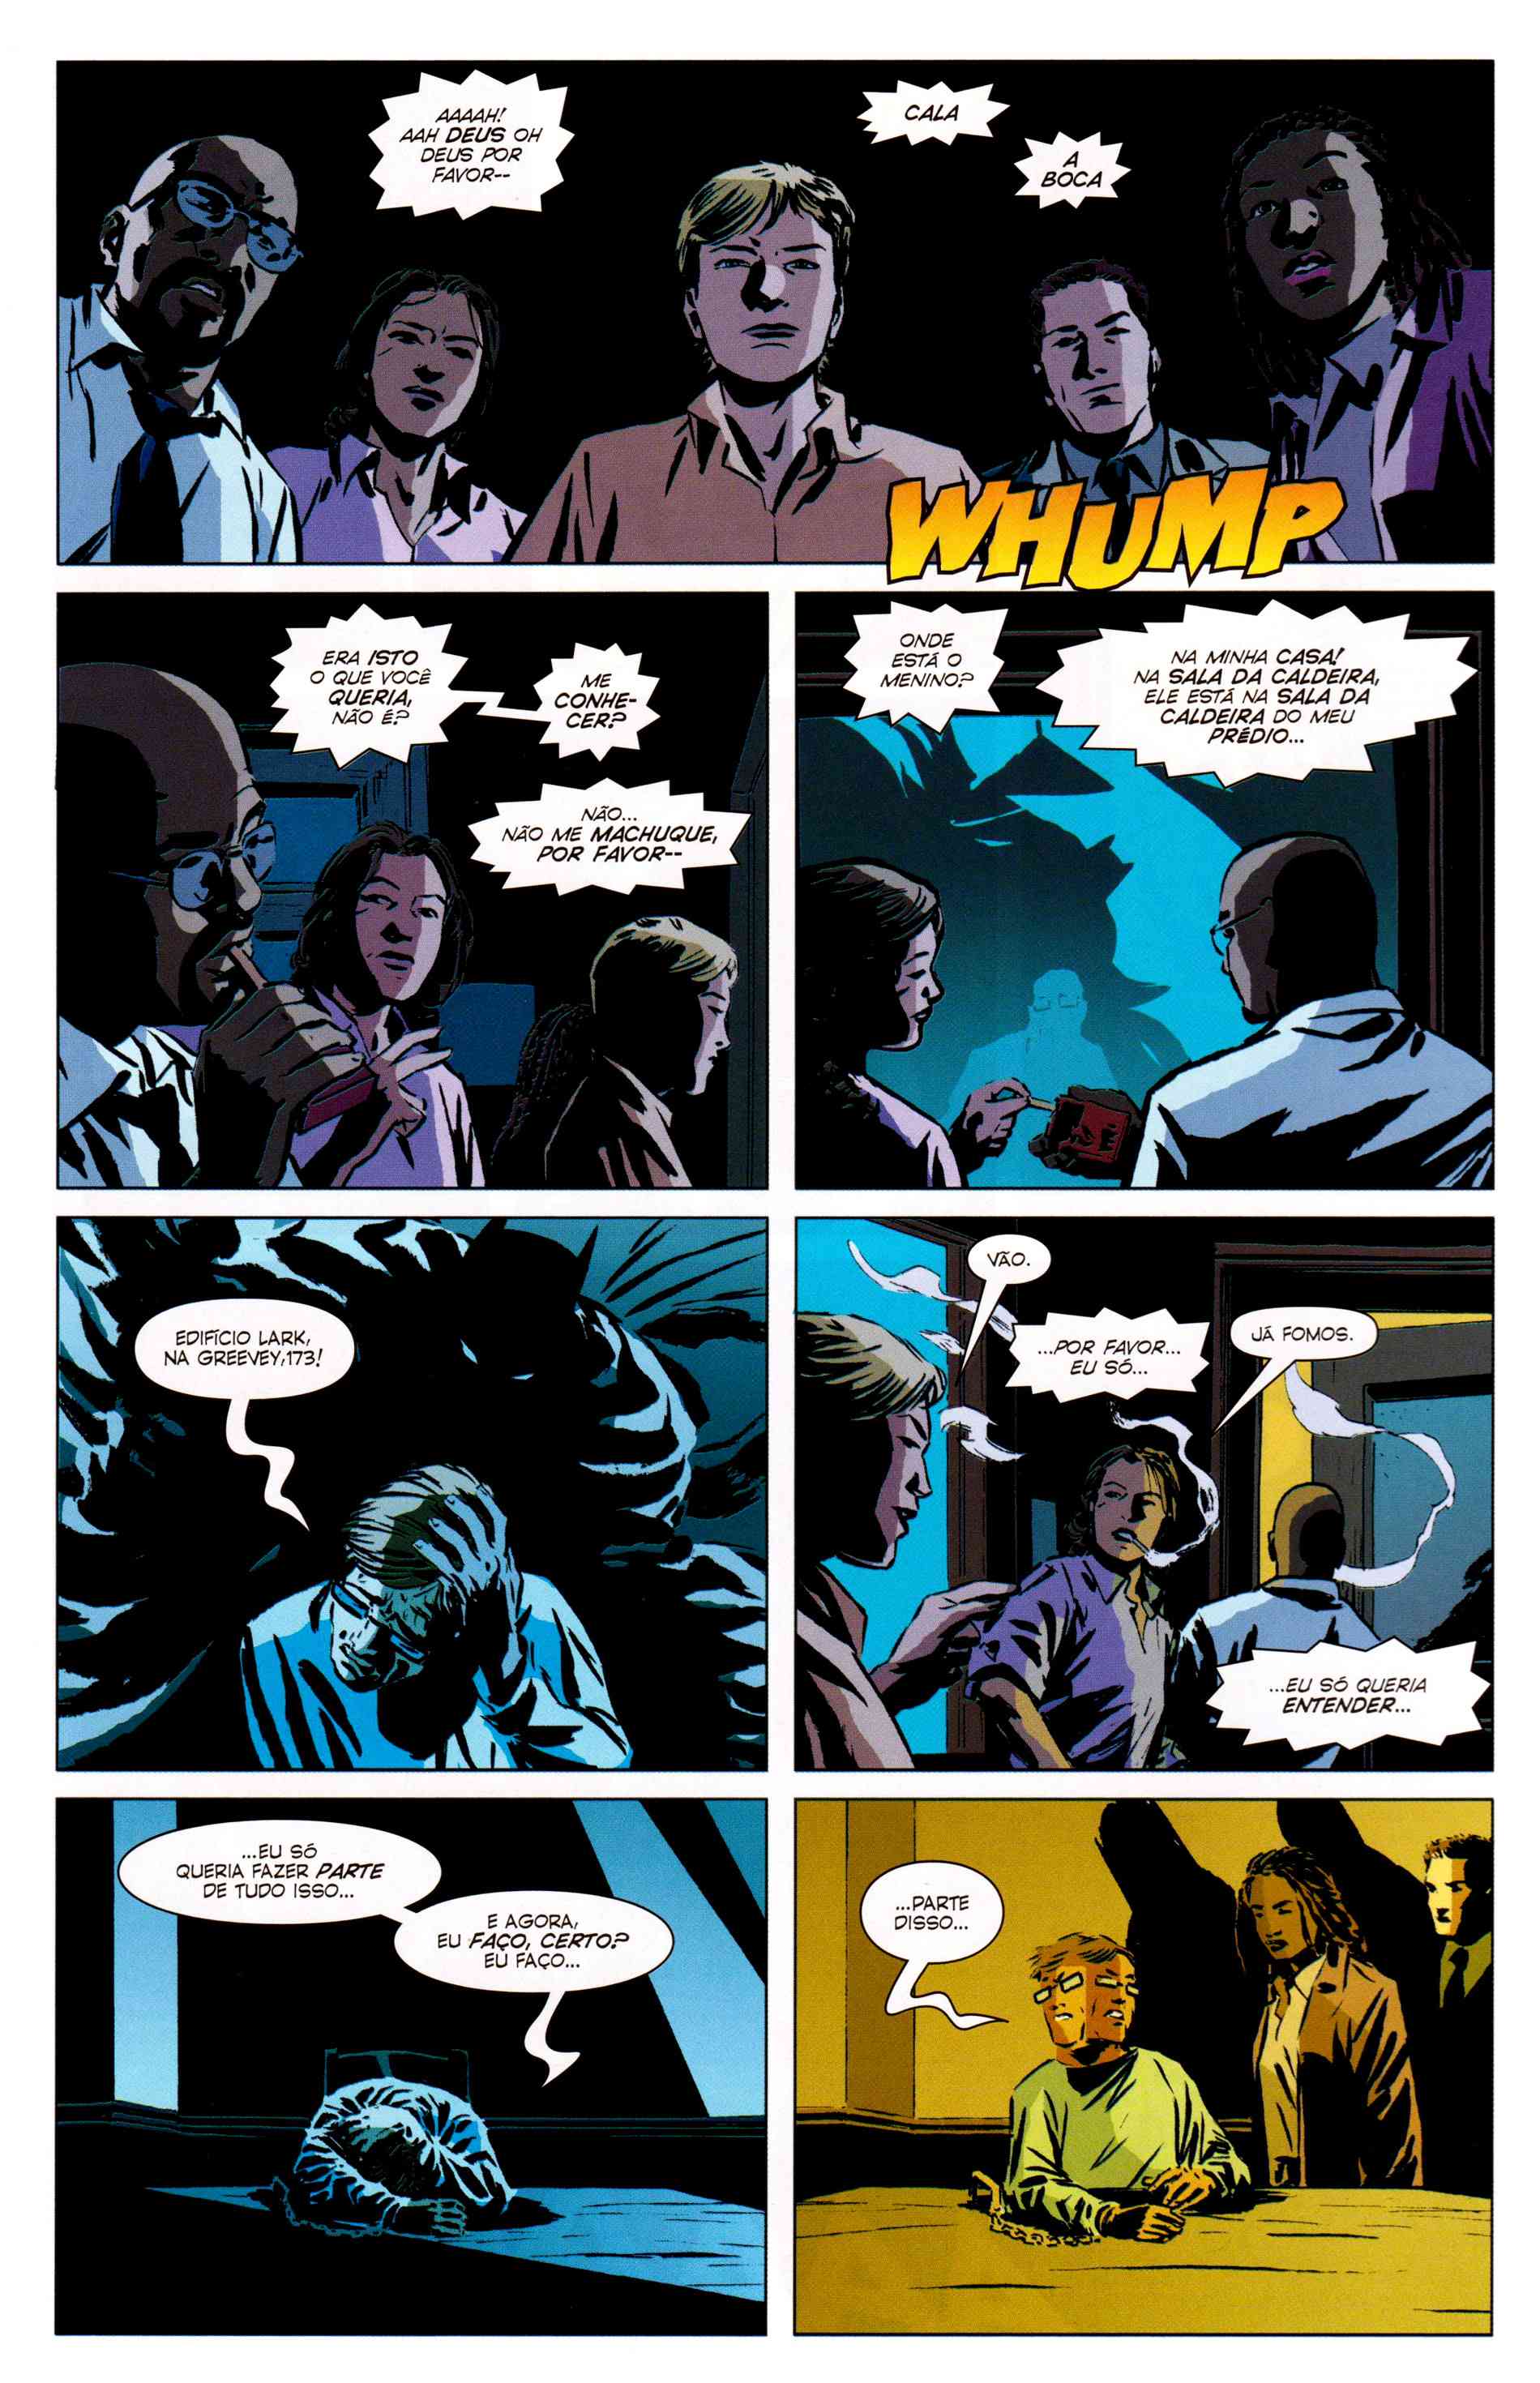 AAAAH!
AAH DEUS OH
DEUS POR
FAVOR--
CALA
A
BOCA
WHUMP
ERA ISTO
O QUE VOCÊ
QUERIA,
NÃO É?
ME
CONHE-
CER?
NÃO...
NÃO ME MACHUQUE,
POR FAVOR--
ONDE
ESTÁ O
MENINO?
NA MINHA CASA!
NA SALA DA CALDEIRA,
ELE ESTÁ NA SALA DA
CALDEIRA DO MEU
PRÉDIO...
EDIFÍCIO LARK,
NA GREEVEY,173!
VÃO.
...POR FAVOR...
EU SÓ...
JÁ FOMOS.
...EU SÓ QUERIA
ENTENDER...
...EU SÓ
QUERIA FAZER PARTE
DE TUDO ISSO...
E AGORA,
EU FAÇO, CERTO?
EU FAÇO...
...PARTE
DISSO...